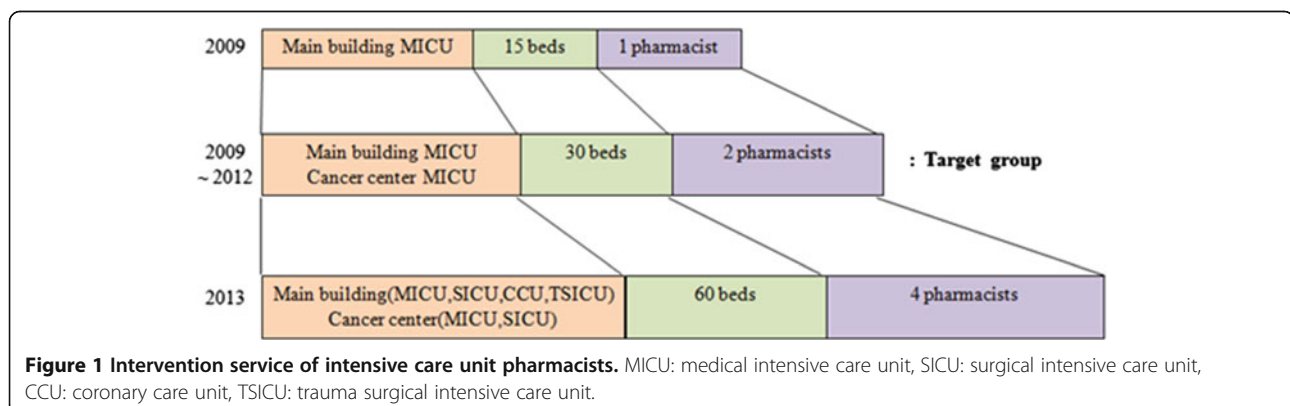 2009 Main building MICU 15 beds 1 pharmacist
2009 Main building MICU 30 beds 2 pharmacists : Target group
~ 2012 Cancer center MICU
2013 Main building(MICU,SICU,CCU,TSICU) 60 beds 4 pharmacists
Cancer center(MICU,SICU)
Figure 1 Intervention service of intensive care unit pharmacists. MICU: medical intensive care unit, SICU: surgical intensive care unit,
CCU: coronary care unit, TSICU: trauma surgical intensive care unit.